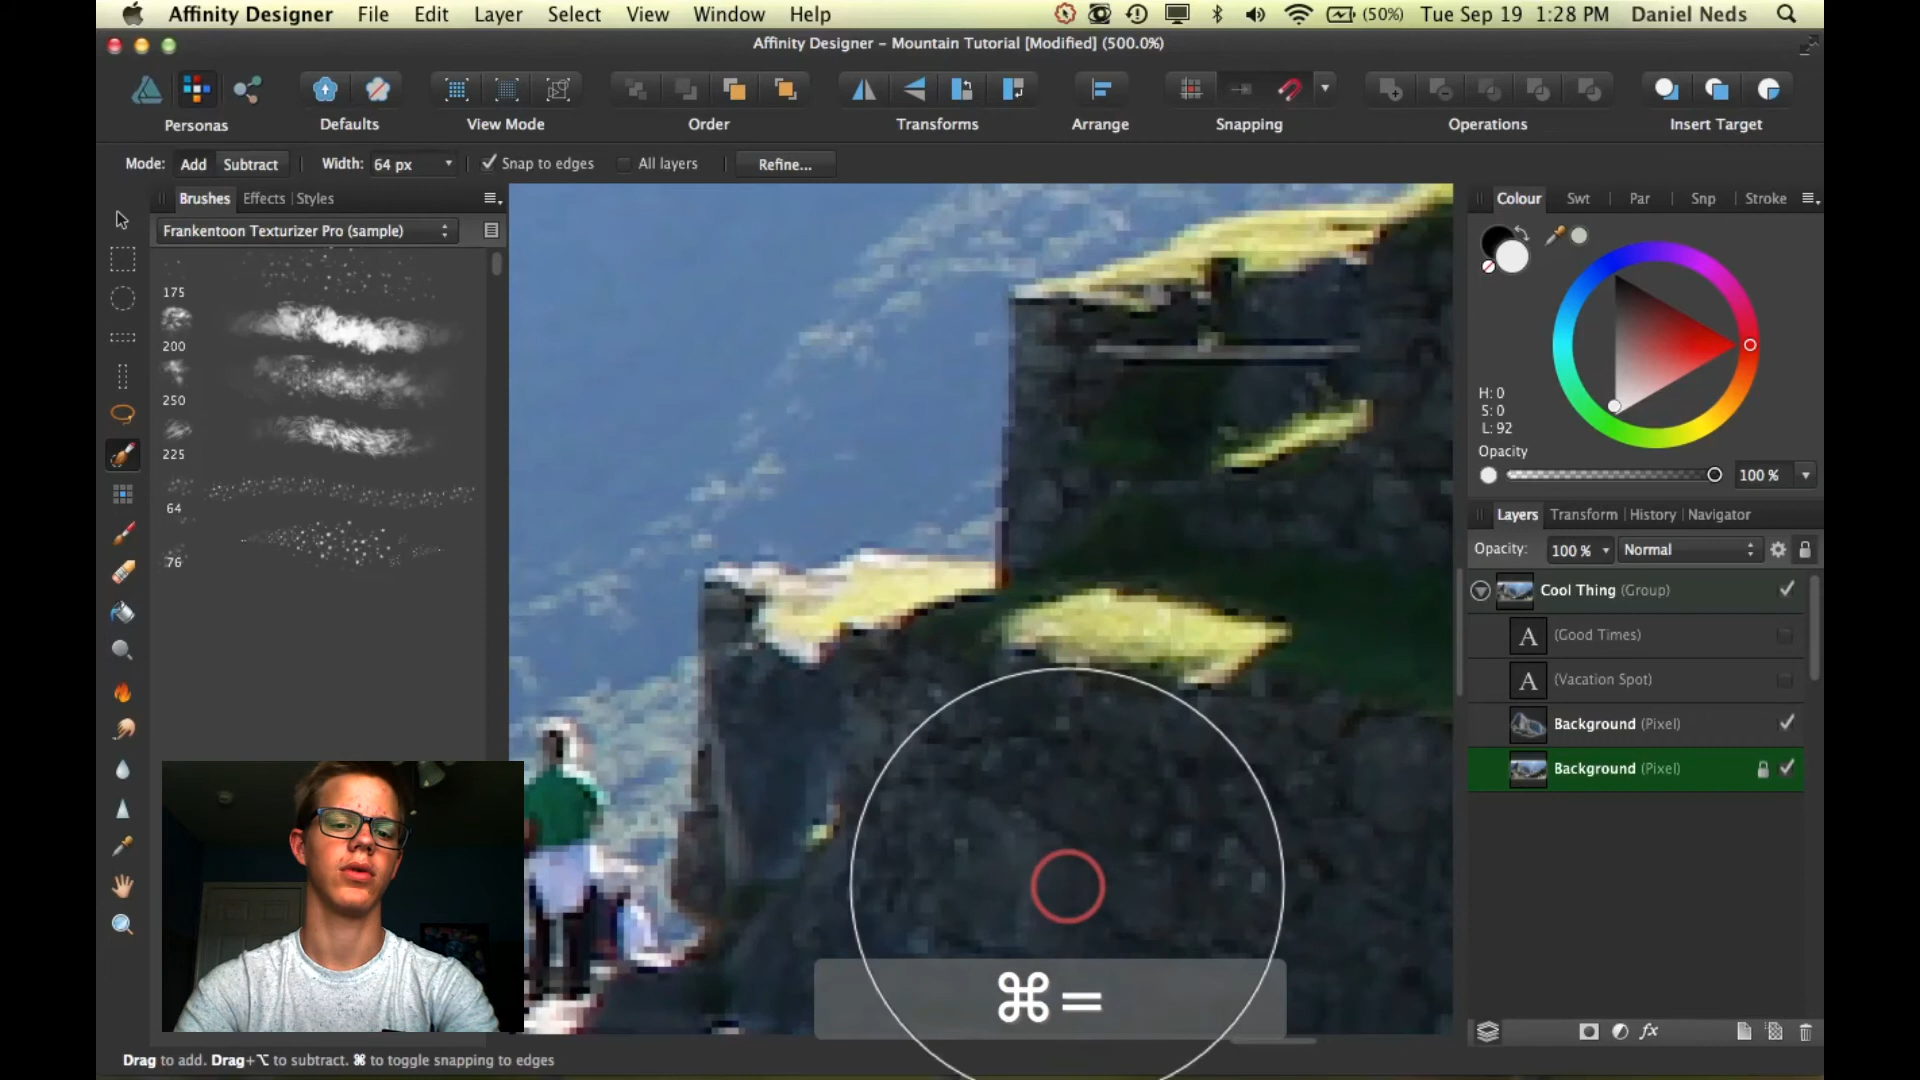 Affinity Designer File Edit Layer Select View Window Help (50%) Tue Sep 19 1:28 PM Daniel Neds
Affinity Designer – Mountain Tutorial [Modified] (500.0%)
Personas Defaults View Mode Order Transforms Arrange Snapping Operations Insert Target
Mode: Add Subtract Width: 64 px Snap to edges All layers Refine...
Brushes Effects Styles
Frankentoon Texturizer Pro (sample)
175
200
250
225
64
76
Colour Swt Par Snp Stroke
H: 0
S: 0
L: 92
Opacity
100 %
Layers Transform History Navigator
Opacity: 100 % Normal
Cool Thing (Group)
A (Good Times)
A (Vacation Spot)
Background (Pixel)
Background (Pixel)
fx
⌘=
Drag to add. Drag+⌥ to subtract. ⌘ to toggle snapping to edges